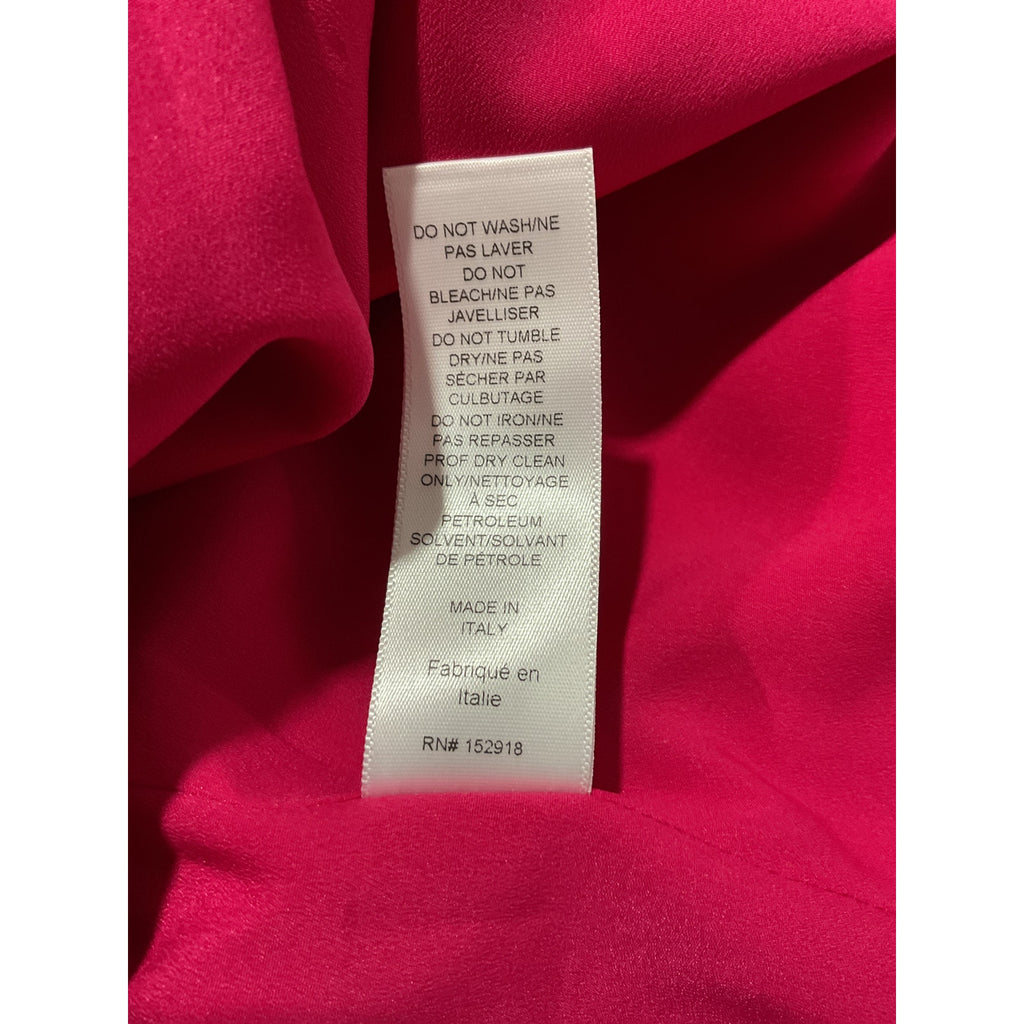 DO NOT WASH/NE
PAS LAVER
DO NOT
BLEACH/NE PAS
JAVELLISER
DO NOT TUMBLE
DRY/NE PAS
SÉCHER PAR
CULBUTAGE
DO NOT IRON/NE
PAS REPASSER
PROF DRY CLEAN
ONLY/NETTOYAGE
À SEC
PETROLEUM
SOLVENT/SOLVANT
DE PÉTROLE
MADE IN
ITALY
Fabriqué en
Italie
RN# 152918